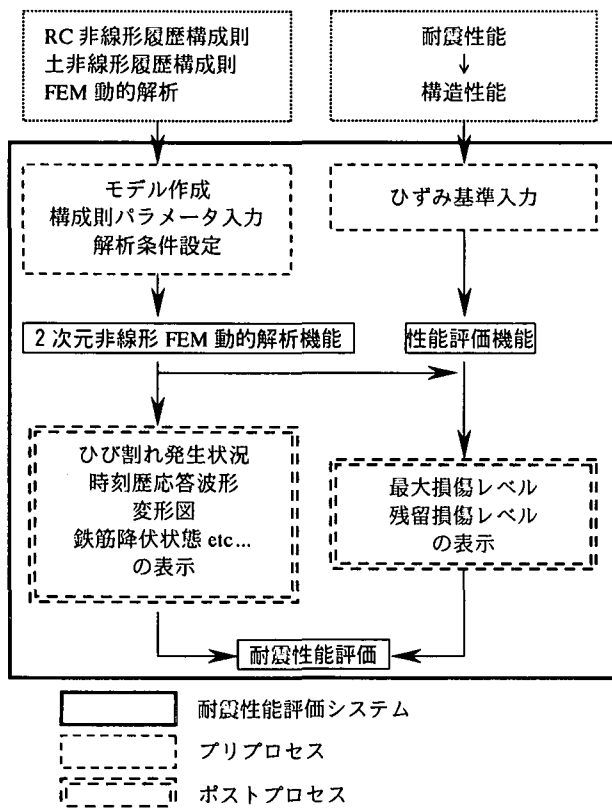 RC 非線形履歴構成則
土非線形履歴構成則
FEM 動的解析
耐震性能
↓
構造性能
モデル作成
構成則パラメータ入力
解析条件設定
ひずみ基準入力
2 次元非線形 FEM 動的解析機能
性能評価機能
ひび割れ発生状況
時刻歴応答波形
変形図
鉄筋降伏状態 etc...
の表示
最大損傷レベル
残留損傷レベル
の表示
耐震性能評価
耐震性能評価システム
プリプロセス
ポストプロセス